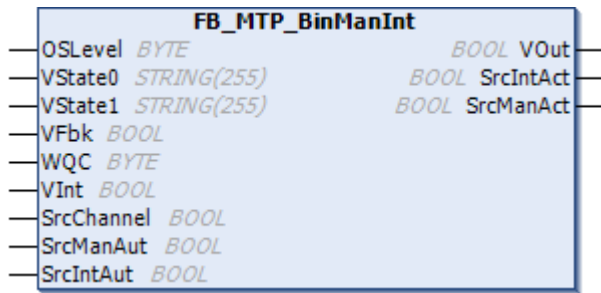 FB_MTP_BinManInt
OSLevel BYTE BOOL VOut
VState0 STRING(255) BOOL SrcIntAct
VState1 STRING(255) BOOL SrcManAct
VFbk BOOL
WQC BYTE
VInt BOOL
SrcChannel BOOL
SrcManAut BOOL
SrcIntAut BOOL